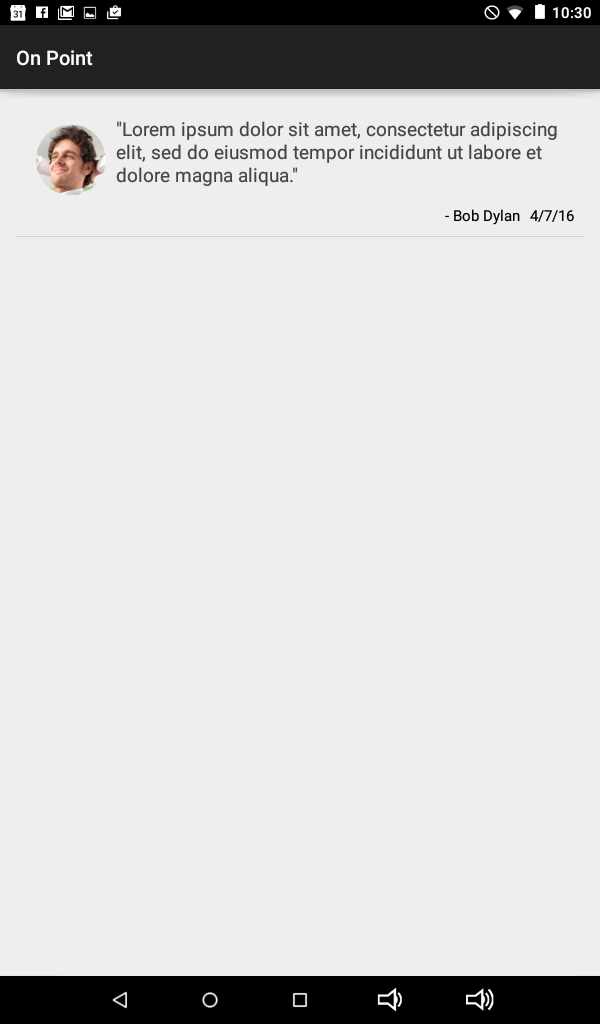 31 10:30
On Point
"Lorem ipsum dolor sit amet, consectetur adipiscing
elit, sed do eiusmod tempor incididunt ut labore et
dolore magna aliqua."
- Bob Dylan 4/7/16